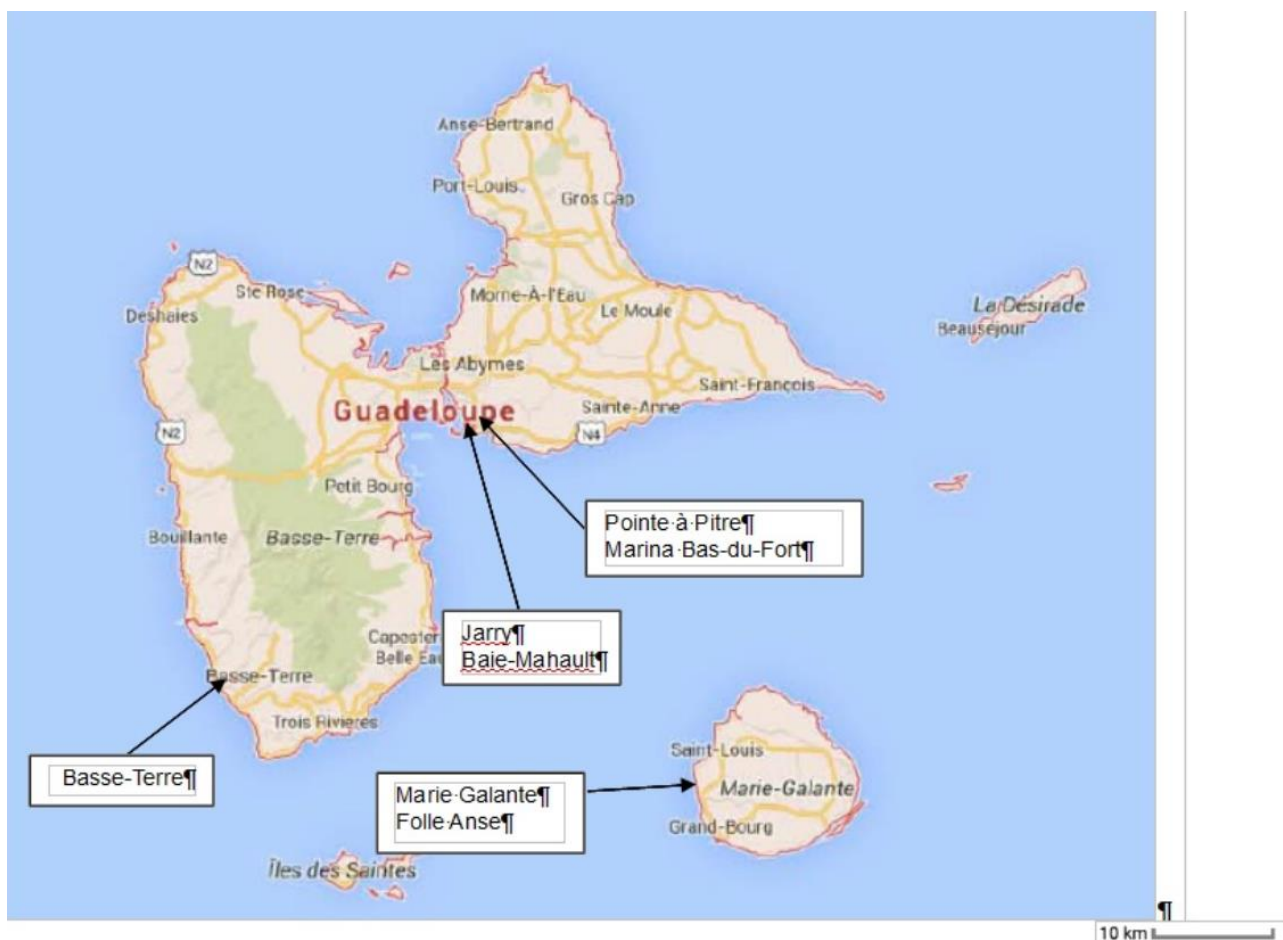 Anse-Bertrand
Port-Louis
Gros Cap
N2
Ste Rose
Morne-À-l'Eau
La Désirade
Deshaies
Le Moule
Beauséjour
Les Abymes
Saint-François
Guadeloupe
Sainte-Anne
N2
N4
Petit Bourg
Pointe·à·Pitre¶
Marina·Bas-du-Fort¶
Bouillante
Basse-Terre
Jarry¶
Baie-Mahault¶
Capester
Belle Eau
Basse-Terre
Trois Rivieres
Saint-Louis
Basse-Terre¶
Marie·Galante¶
Folle·Anse¶
Marie-Galante
Grand-Bourg
Îles des Saintes
¶
10 km